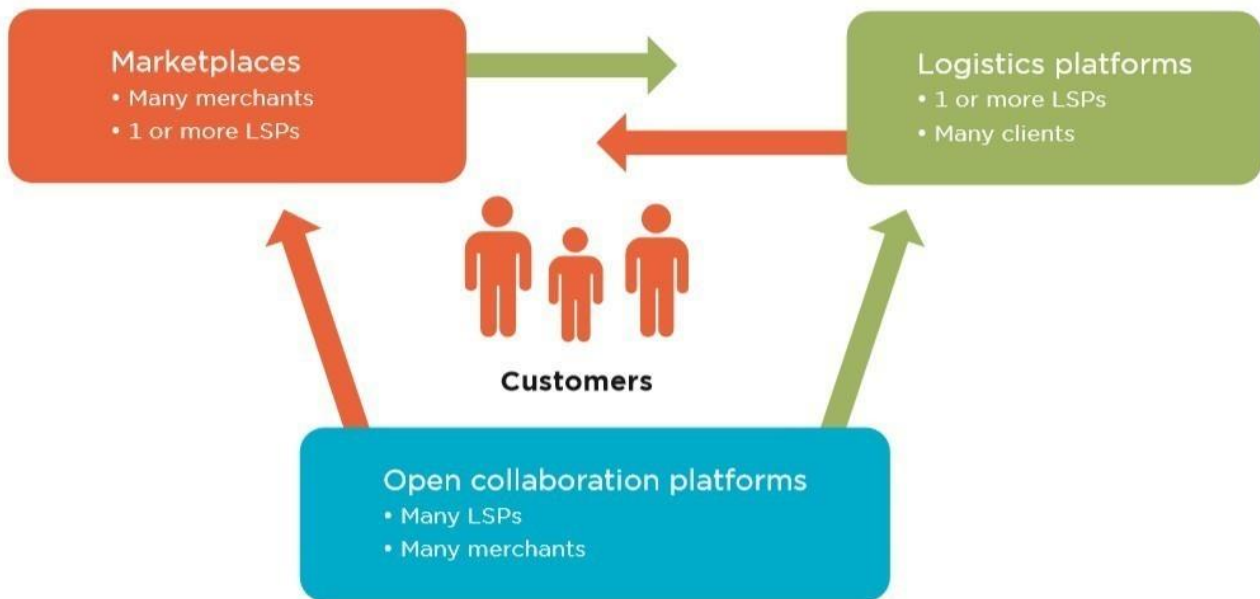 Marketplaces
• Many merchants
• 1 or more LSPs
Logistics platforms
• 1 or more LSPs
• Many clients
Customers
Open collaboration platforms
• Many LSPs
• Many merchants